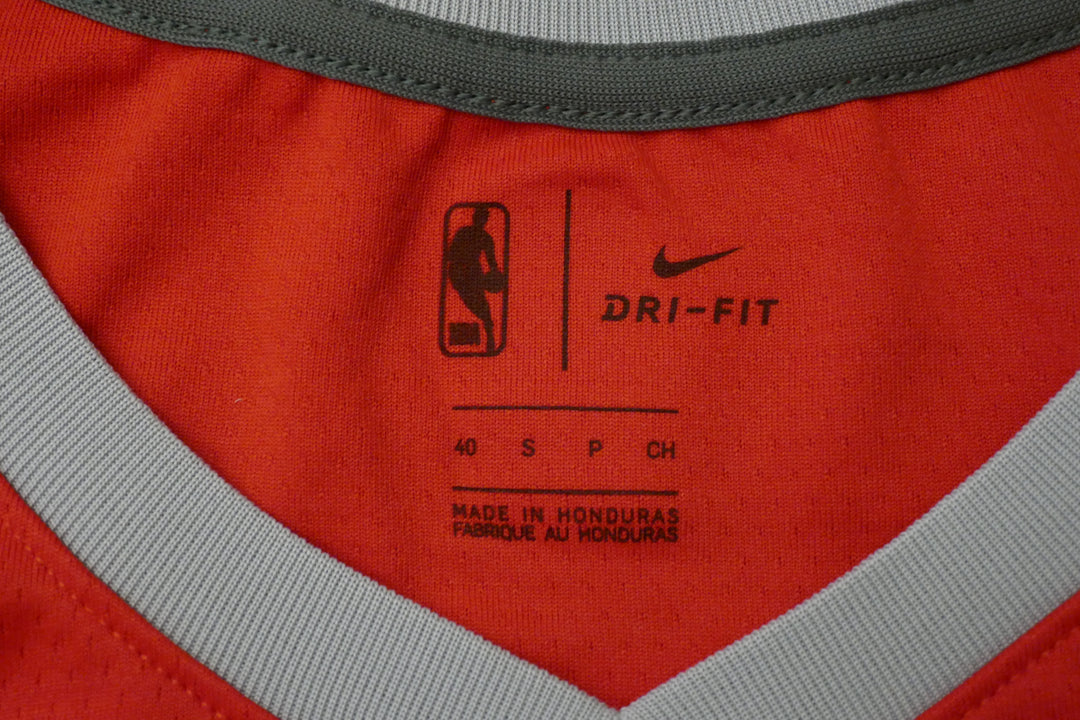 DRI-FIT
40 S P CH
MADE IN HONDURAS
FABRIQUE AU HONDURAS